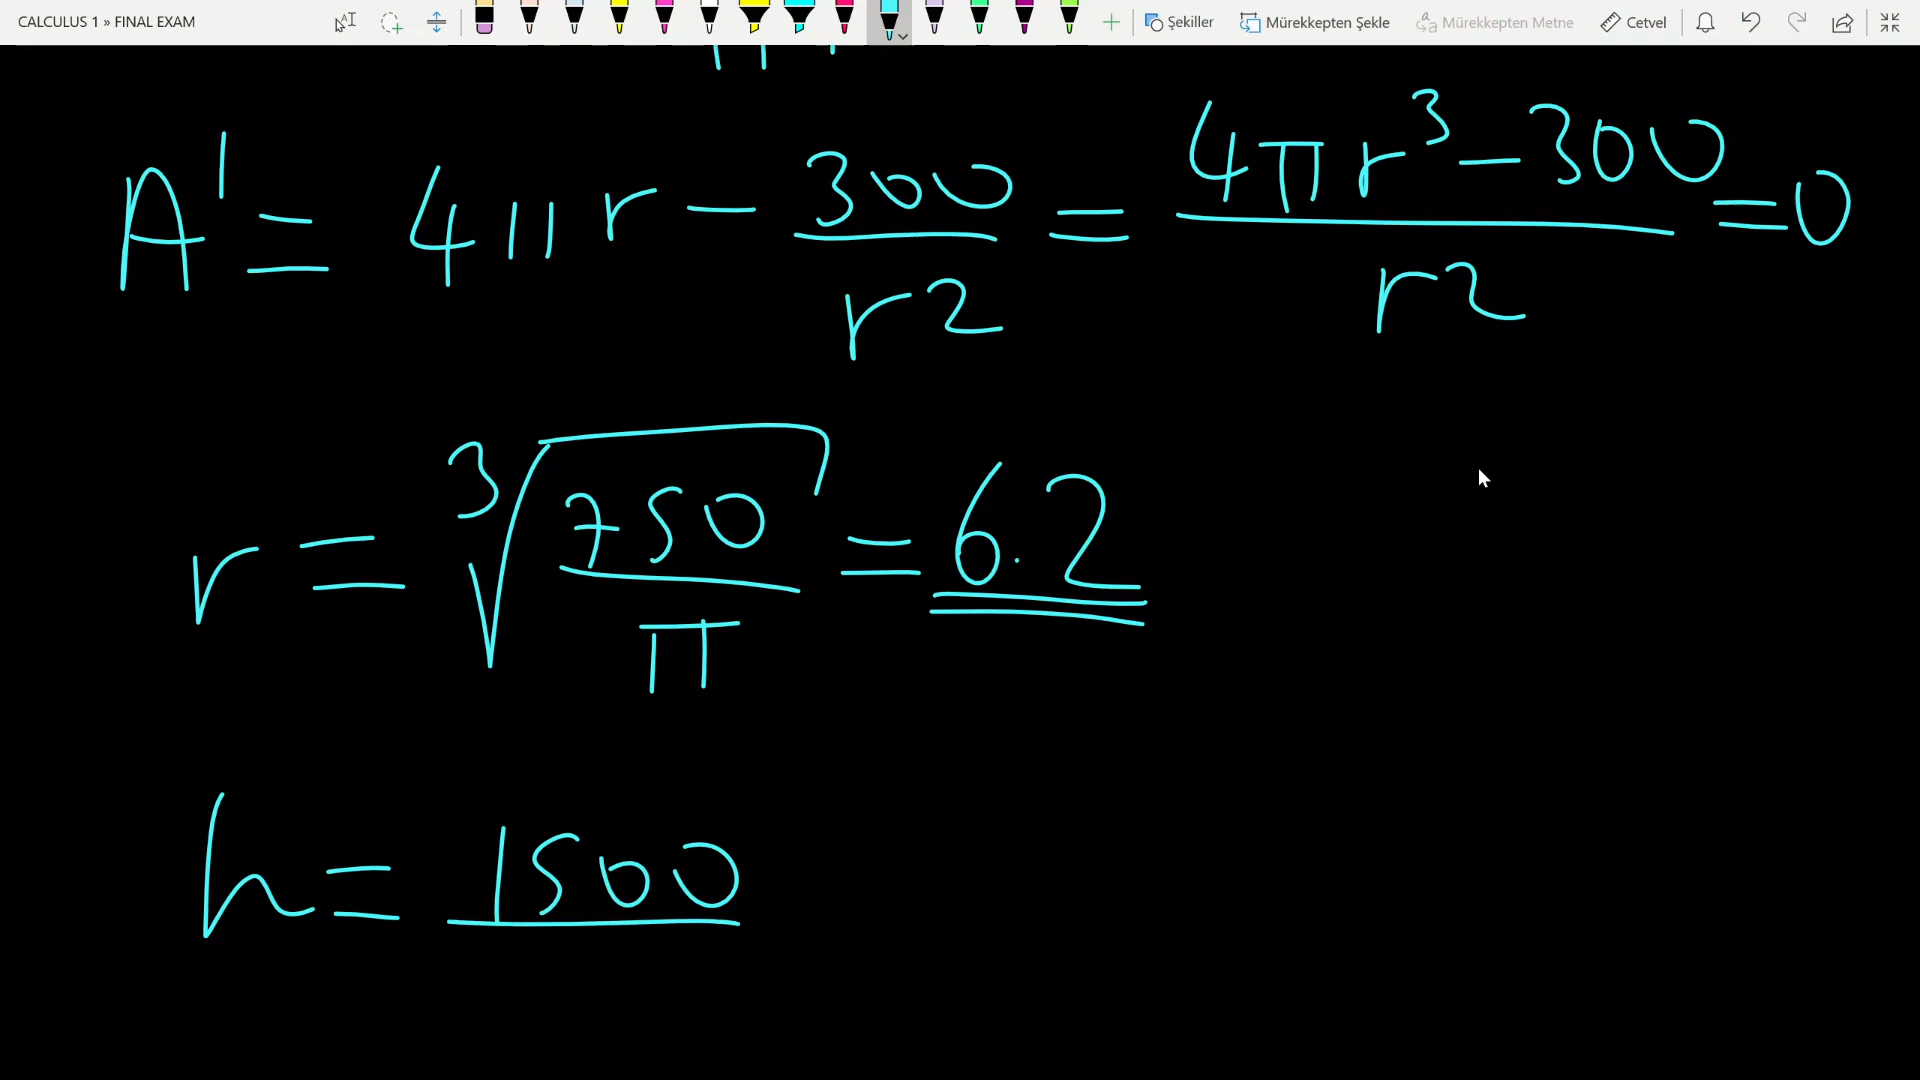 CALCULUS 1 » FINAL EXAM Şekiller Mürekkepten Şekle Mürekkepten Metne Cetvel
A' = 4πr - 300/r2 = 4πr³ - 300/r2 = 0
r = ³√(750/π) = 6.2
h = 1500